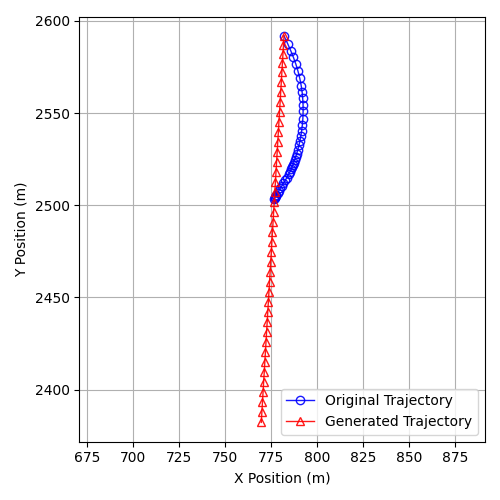 2600
2550
2500
2450
2400
Y Position (m)
675 700 725 750 775 800 825 850 875
X Position (m)
Original Trajectory
Generated Trajectory